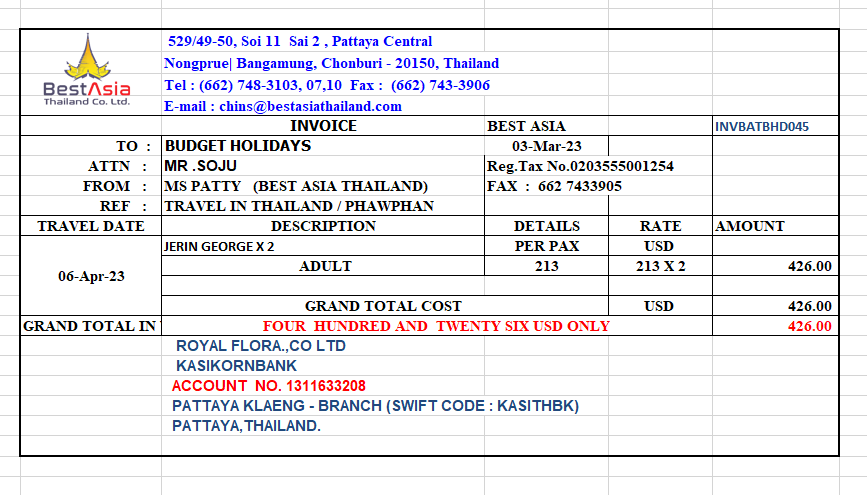 BestAsia
Thailand Co. Ltd.
529/49-50, Soi 11 Sai 2 , Pattaya Central
Nongprue| Bangamung, Chonburi - 20150, Thailand
Tel : (662) 748-3103, 07,10 Fax : (662) 743-3906
E-mail : chins@bestasiathailand.com
INVOICE BEST ASIA INVBATBHD045
TO : BUDGET HOLIDAYS 03-Mar-23
ATTN : MR .SOJU Reg.Tax No.0203555001254
FROM : MS PATTY (BEST ASIA THAILAND) FAX : 662 7433905
REF : TRAVEL IN THAILAND / PHAWPHAN
TRAVEL DATE DESCRIPTION DETAILS RATE AMOUNT
JERIN GEORGE X 2 PER PAX USD
06-Apr-23 ADULT 213 213 X 2 426.00
GRAND TOTAL COST USD 426.00
GRAND TOTAL IN FOUR HUNDRED AND TWENTY SIX USD ONLY 426.00
ROYAL FLORA.,CO LTD
KASIKORNBANK
ACCOUNT NO. 1311633208
PATTAYA KLAENG - BRANCH (SWIFT CODE : KASITHBK)
PATTAYA,THAILAND.